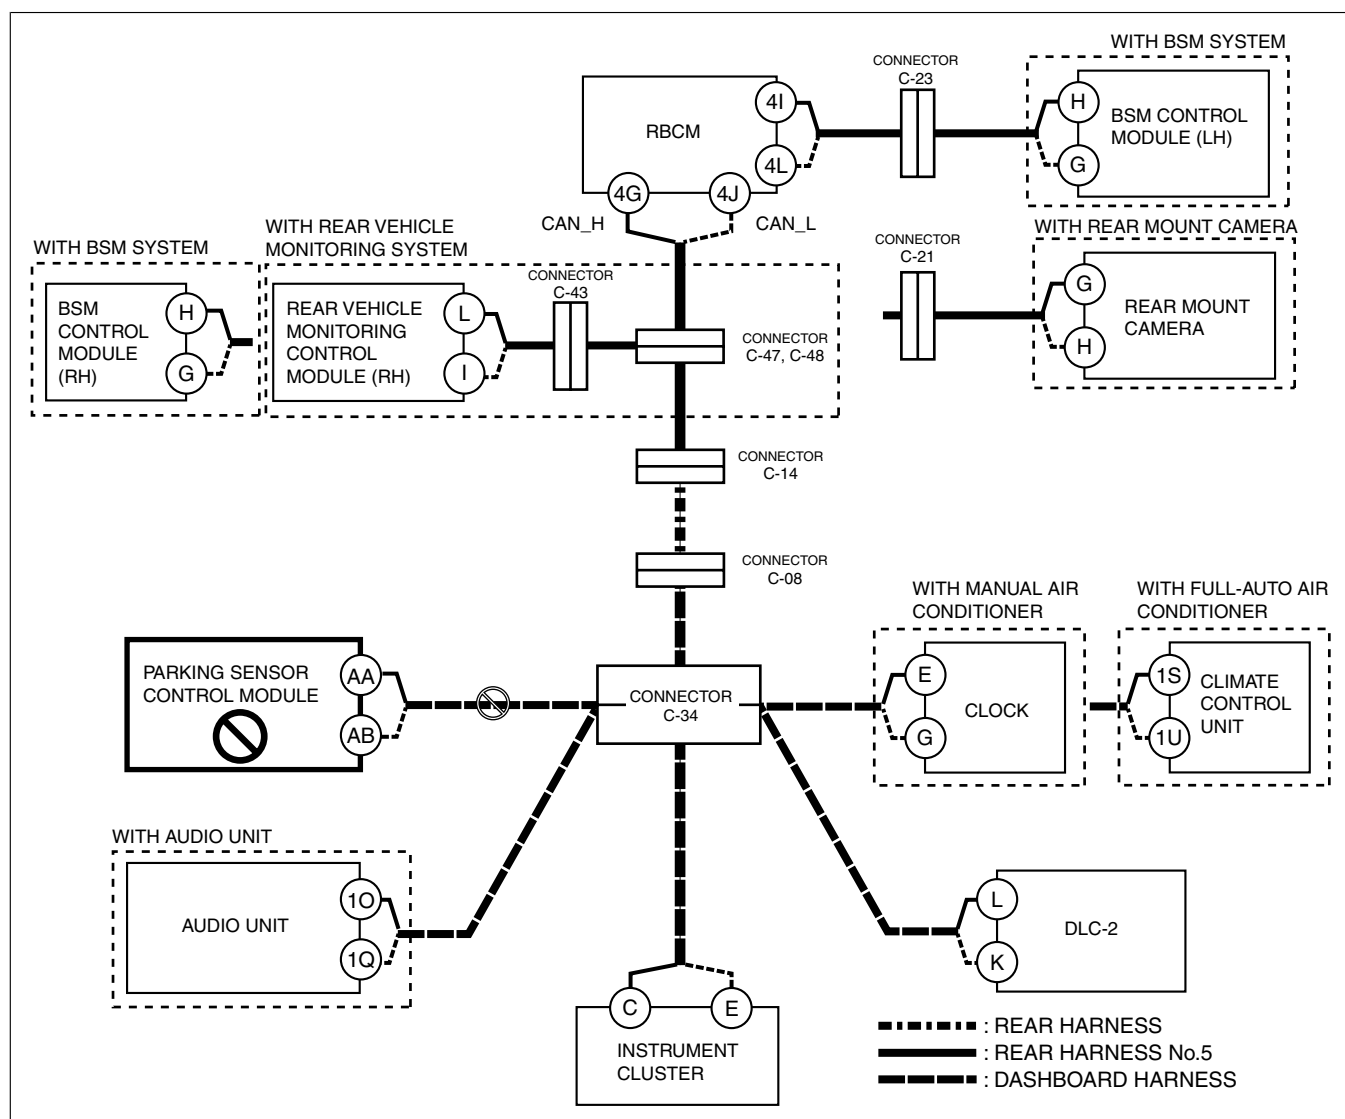 WITH BSM SYSTEM
CONNECTOR
C-23
4I
H
RBCM
BSM CONTROL
MODULE (LH)
4L
G
4G
4J
CAN_H
CAN_L
WITH REAR VEHICLE
MONITORING SYSTEM
WITH REAR MOUNT CAMERA
WITH BSM SYSTEM
CONNECTOR
C-21
CONNECTOR
C-43
G
REAR MOUNT
CAMERA
H
BSM
CONTROL
MODULE
(RH)
H
G
REAR VEHICLE
MONITORING
CONTROL
MODULE (RH)
L
I
CONNECTOR
C-47, C-48
CONNECTOR
C-14
CONNECTOR
C-08
WITH MANUAL AIR
CONDITIONER
WITH FULL-AUTO AIR
CONDITIONER
PARKING SENSOR
CONTROL MODULE
AA
AB
CONNECTOR
C-34
E
G
CLOCK
1S
1U
CLIMATE
CONTROL
UNIT
WITH AUDIO UNIT
AUDIO UNIT
1O
1Q
L
K
DLC-2
C
E
INSTRUMENT
CLUSTER
: REAR HARNESS
: REAR HARNESS No.5
: DASHBOARD HARNESS